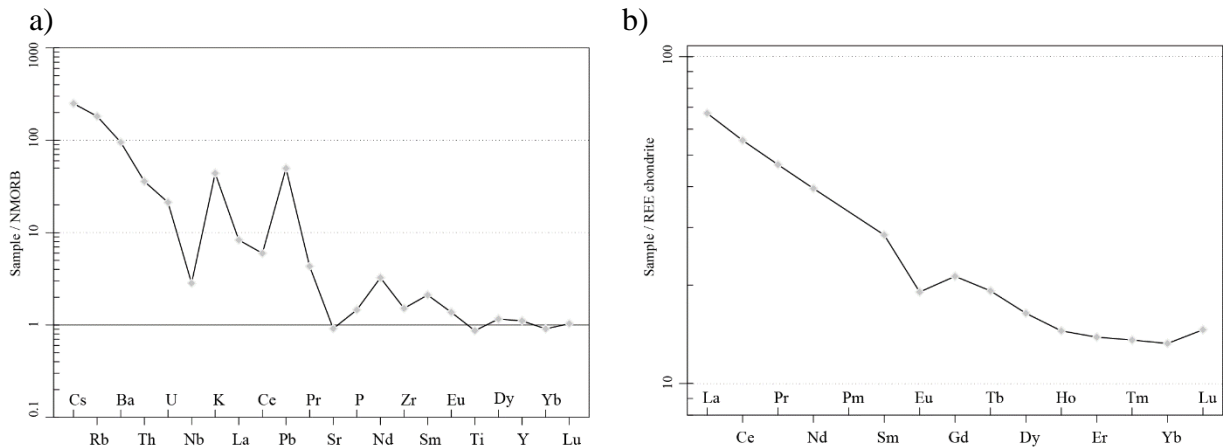 a)
Sample / NMORB
1000
100
10
1
0.1
Cs Ba U K Ce Pr P Zr Eu Dy Yb
Rb Th Nb La Pb Sr Nd Sm Ti Y Lu
b)
Sample / REE chondrite
100
10
La Pr Pm Eu Tb Ho Tm Lu
Ce Nd Sm Gd Dy Er Yb